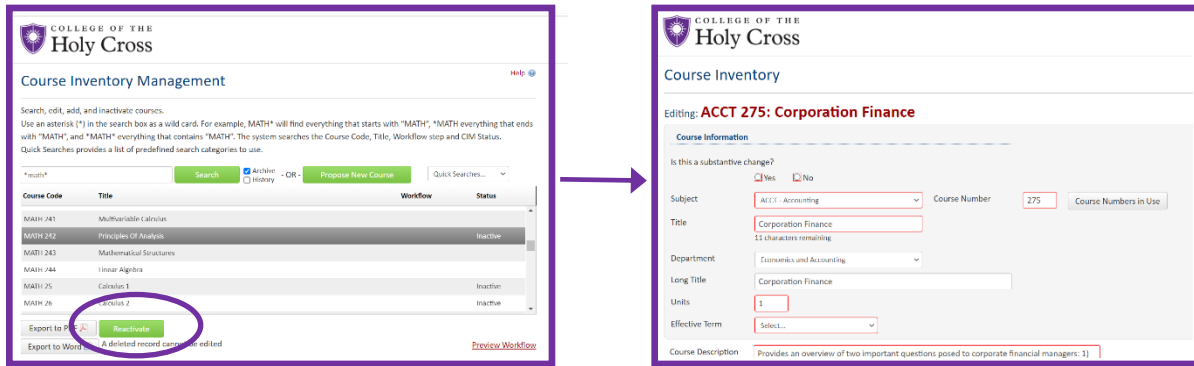 COLLEGE OF THE
Holy Cross
Course Inventory Management
Help
Search, edit, add, and inactivate courses.
Use an asterisk (*) in the search box as a wild card. For example, MATH* will find everything that starts with "MATH", *MATH everything that ends
with "MATH", and *MATH* everything that contains "MATH". The system searches the Course Code, Title, Workflow step and CIM Status.
Quick Searches provides a list of predefined search categories to use.
*math* Search Archive - OR - Propose New Course Quick Searches...
History
Course Code Title Workflow Status
MATH 241 Multivariable Calculus
MATH 242 Principles Of Analysis Inactive
MATH 243 Mathematical Structures
MATH 244 Linear Algebra
MATH 25 Calculus 1 Inactive
MATH 26 Calculus 2 Inactive
Export to PDF Reactivate
Export to Word A deleted record cannot be edited Preview Workflow
COLLEGE OF THE
Holy Cross
Course Inventory
Editing: ACCT 275: Corporation Finance
Course Information
Is this a substantive change?
Yes No
Subject ACCT - Accounting Course Number 275 Course Numbers in Use
Title Corporation Finance
11 characters remaining
Department Economics and Accounting
Long Title Corporation Finance
Units 1
Effective Term Select...
Course Description Provides an overview of two important questions posed to corporate financial managers: 1)